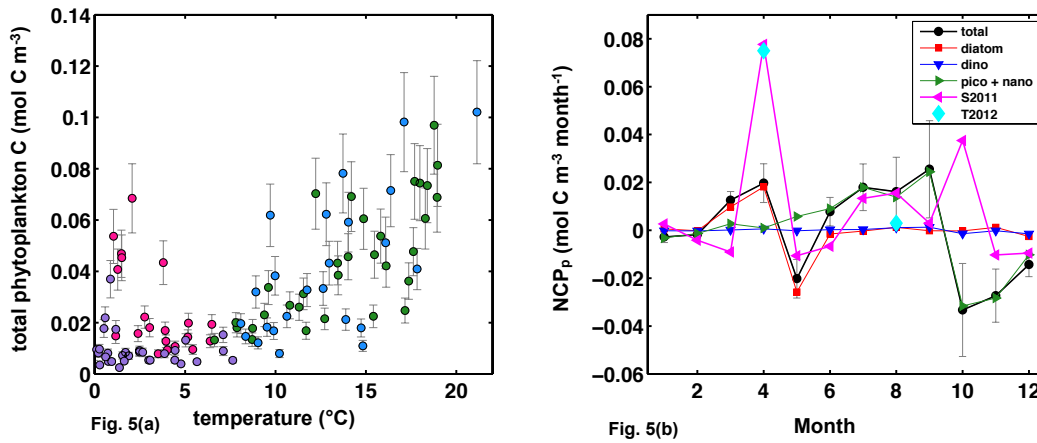 total phytoplankton C (mol C m⁻³)
0.14
0.12
0.1
0.08
0.06
0.04
0.02
0
0 5 10 15 20
temperature (°C)
Fig. 5(a)
NCPₚ (mol C m⁻³ month⁻¹)
0.08
0.06
0.04
0.02
0
−0.02
−0.04
−0.06
2 4 6 8 10 12
Month
Fig. 5(b)
total
diatom
dino
pico + nano
S2011
T2012